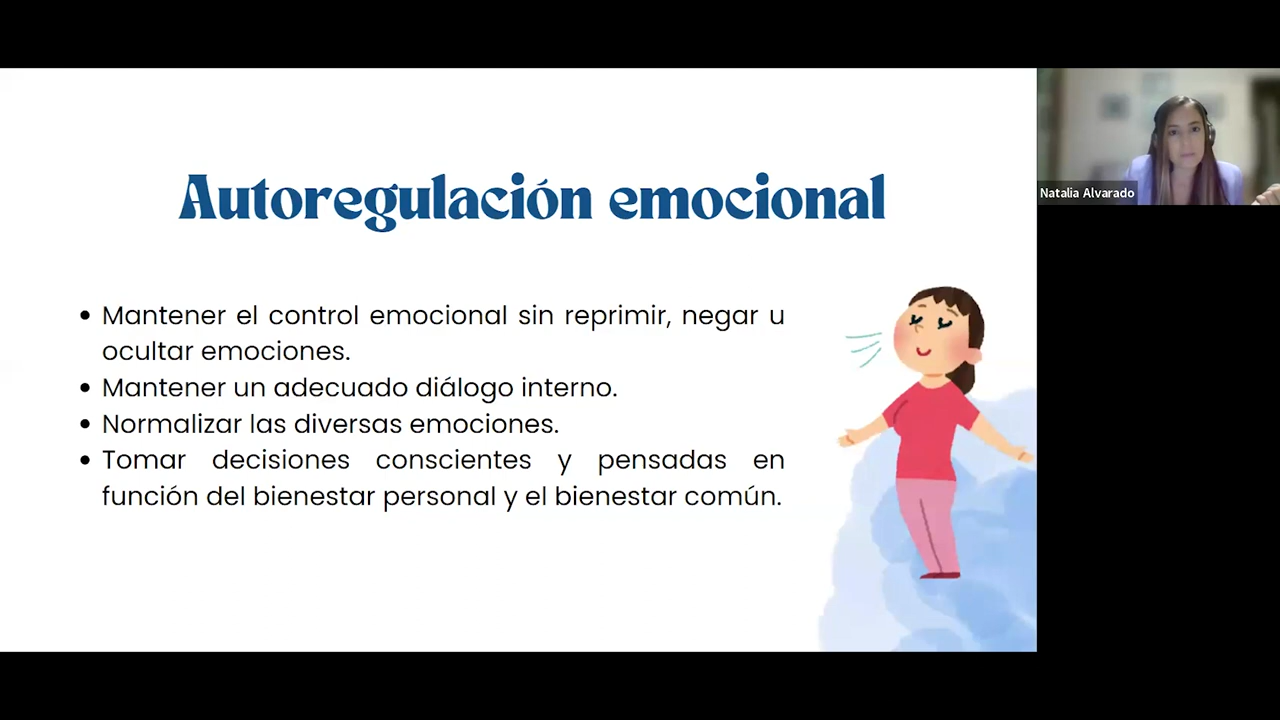 Autoregulación emocional
• Mantener el control emocional sin reprimir, negar u
ocultar emociones.
• Mantener un adecuado diálogo interno.
• Normalizar las diversas emociones.
• Tomar decisiones conscientes y pensadas en
función del bienestar personal y el bienestar común.
Natalia Alvarado